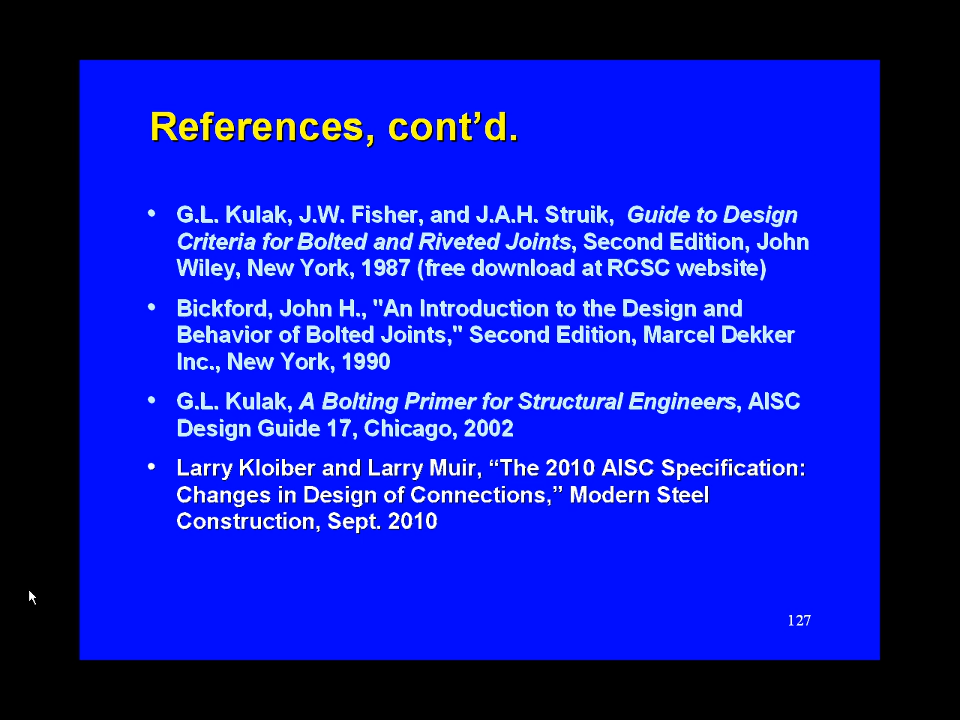 References, cont’d.
• G.L. Kulak, J.W. Fisher, and J.A.H. Struik,  Guide to Design
Criteria for Bolted and Riveted Joints, Second Edition, John
Wiley, New York, 1987 (free download at RCSC website)
• Bickford, John H., "An Introduction to the Design and
Behavior of Bolted Joints," Second Edition, Marcel Dekker
Inc., New York, 1990
• G.L. Kulak, A Bolting Primer for Structural Engineers, AISC
Design Guide 17, Chicago, 2002
• Larry Kloiber and Larry Muir, “The 2010 AISC Specification:
Changes in Design of Connections,” Modern Steel
Construction, Sept. 2010
127